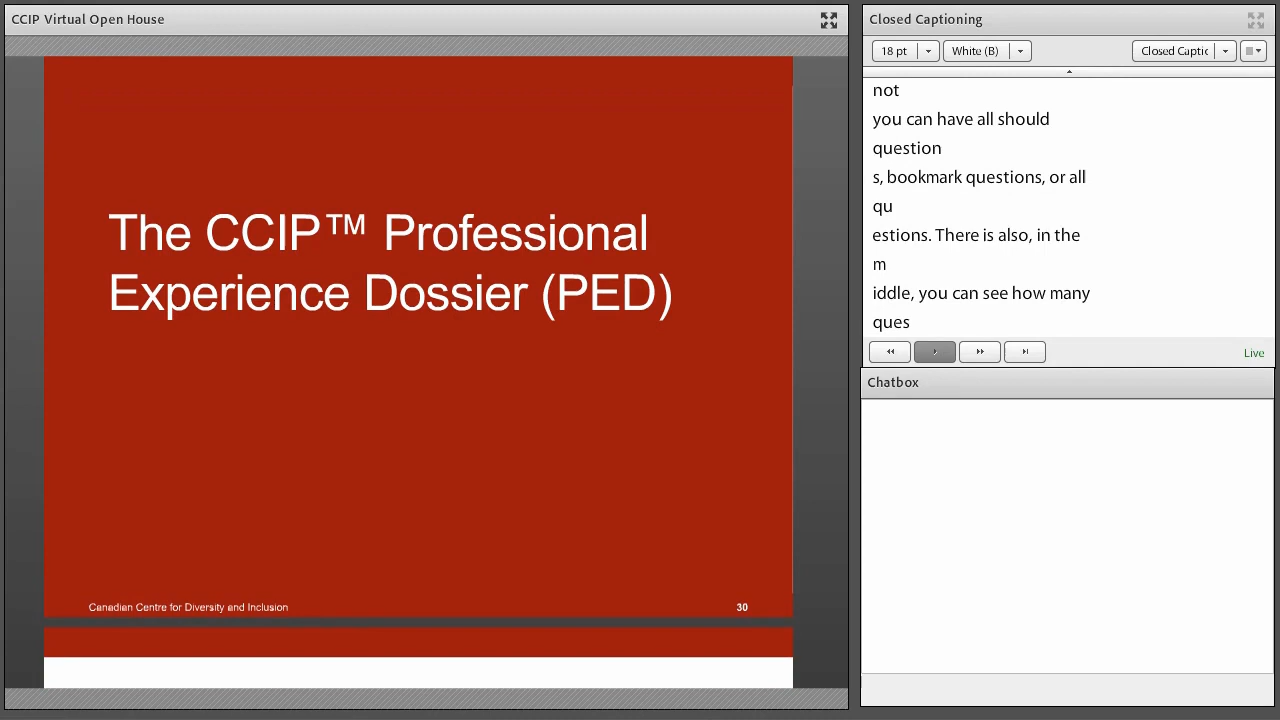 CCIP Virtual Open House
The CCIP™ Professional
Experience Dossier (PED)
Canadian Centre for Diversity and Inclusion
30
Closed Captioning
18 pt
White (B)
Closed Captic
not
you can have all should
question
s, bookmark questions, or all
qu
estions. There is also, in the
m
iddle, you can see how many
ques
Live
Chatbox